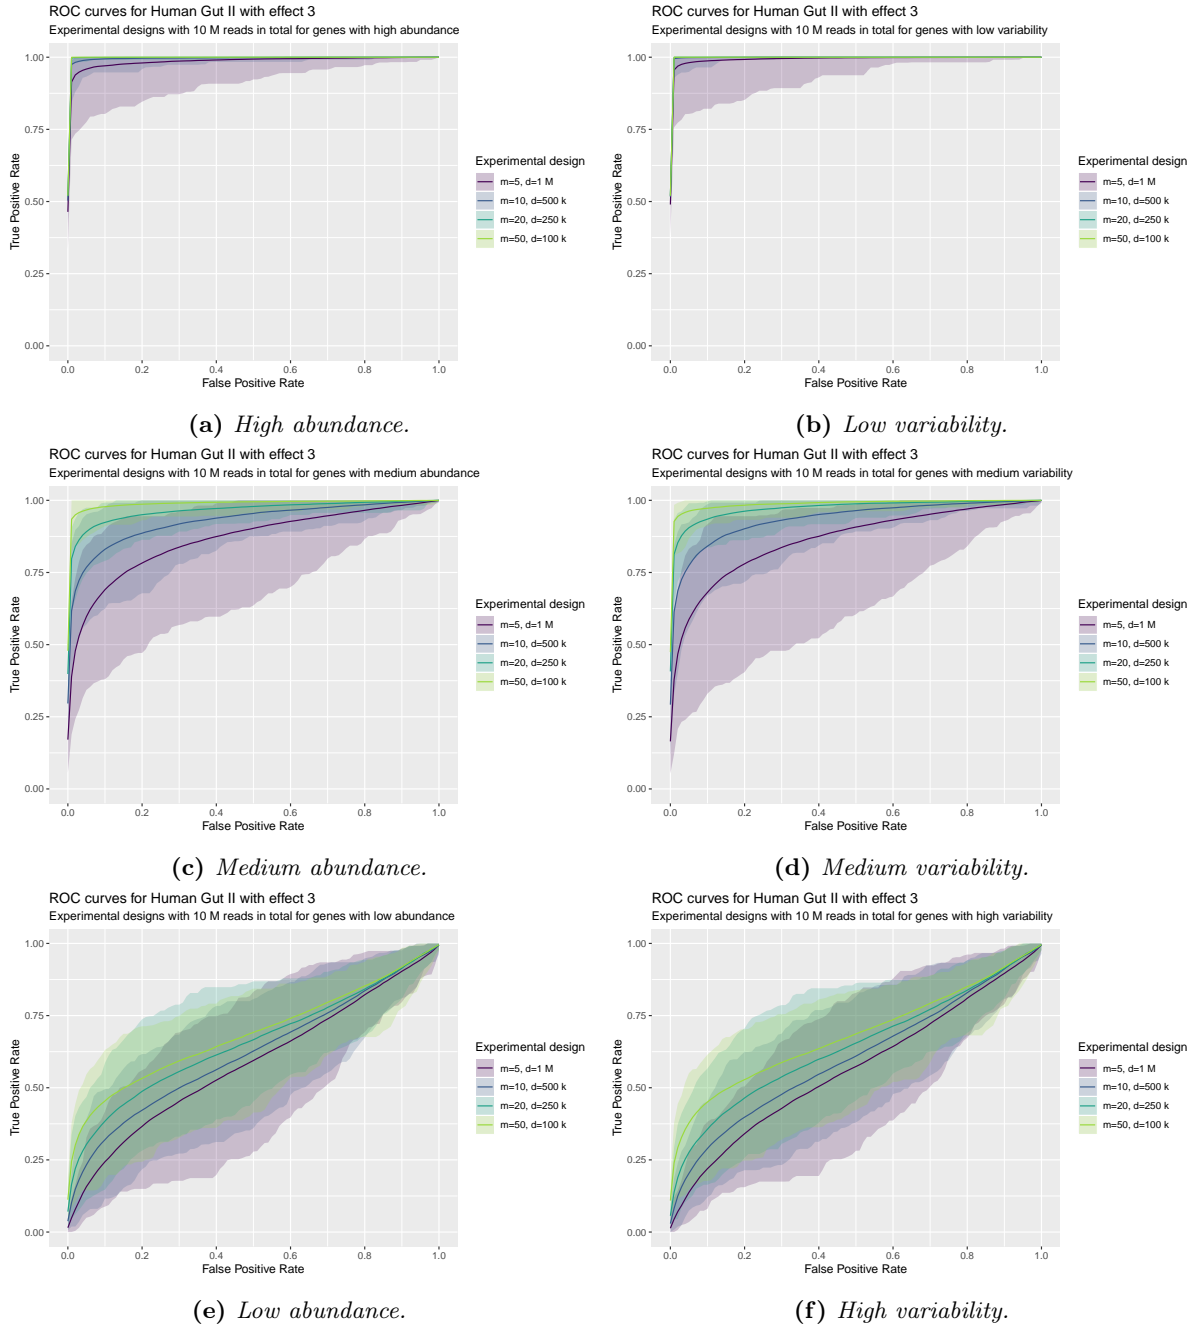 ROC curves for Human Gut II with effect 3
Experimental designs with 10 M reads in total for genes with high abundance
1.00
0.75
0.50
0.25
0.00
True Positive Rate
0.0 0.2 0.4 0.6 0.8 1.0
False Positive Rate
Experimental design
m=5, d=1 M
m=10, d=500 k
m=20, d=250 k
m=50, d=100 k
(a) High abundance.
ROC curves for Human Gut II with effect 3
Experimental designs with 10 M reads in total for genes with low variability
1.00
0.75
0.50
0.25
0.00
True Positive Rate
0.0 0.2 0.4 0.6 0.8 1.0
False Positive Rate
Experimental design
m=5, d=1 M
m=10, d=500 k
m=20, d=250 k
m=50, d=100 k
(b) Low variability.
ROC curves for Human Gut II with effect 3
Experimental designs with 10 M reads in total for genes with medium abundance
1.00
0.75
0.50
0.25
0.00
True Positive Rate
0.0 0.2 0.4 0.6 0.8 1.0
False Positive Rate
Experimental design
m=5, d=1 M
m=10, d=500 k
m=20, d=250 k
m=50, d=100 k
(c) Medium abundance.
ROC curves for Human Gut II with effect 3
Experimental designs with 10 M reads in total for genes with medium variability
1.00
0.75
0.50
0.25
0.00
True Positive Rate
0.0 0.2 0.4 0.6 0.8 1.0
False Positive Rate
Experimental design
m=5, d=1 M
m=10, d=500 k
m=20, d=250 k
m=50, d=100 k
(d) Medium variability.
ROC curves for Human Gut II with effect 3
Experimental designs with 10 M reads in total for genes with low abundance
1.00
0.75
0.50
0.25
0.00
True Positive Rate
0.0 0.2 0.4 0.6 0.8 1.0
False Positive Rate
Experimental design
m=5, d=1 M
m=10, d=500 k
m=20, d=250 k
m=50, d=100 k
(e) Low abundance.
ROC curves for Human Gut II with effect 3
Experimental designs with 10 M reads in total for genes with high variability
1.00
0.75
0.50
0.25
0.00
True Positive Rate
0.0 0.2 0.4 0.6 0.8 1.0
False Positive Rate
Experimental design
m=5, d=1 M
m=10, d=500 k
m=20, d=250 k
m=50, d=100 k
(f) High variability.